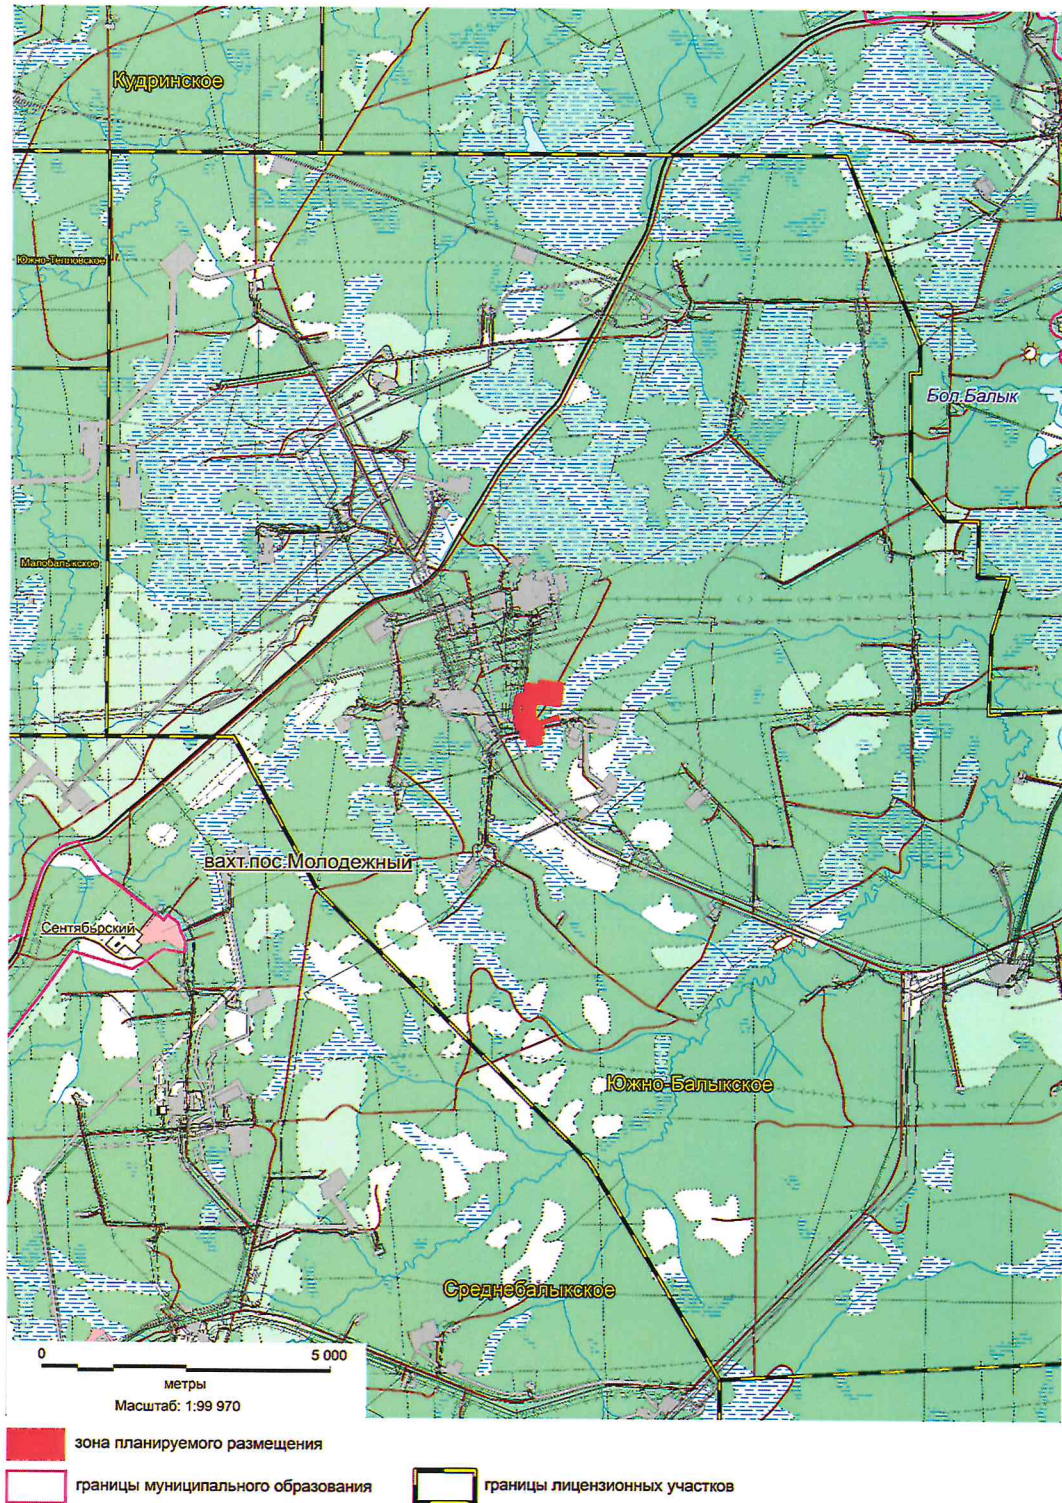 Кудринское
Южно-Тепловское
Бол.Балык
Малобалыкское
вахт.пос.Молодежный
Сентябрьский
Южно-Балыкское
Среднебалыкское
0 5 000
метры
Масштаб: 1:99 970
зона планируемого размещения
границы муниципального образования границы лицензионных участков